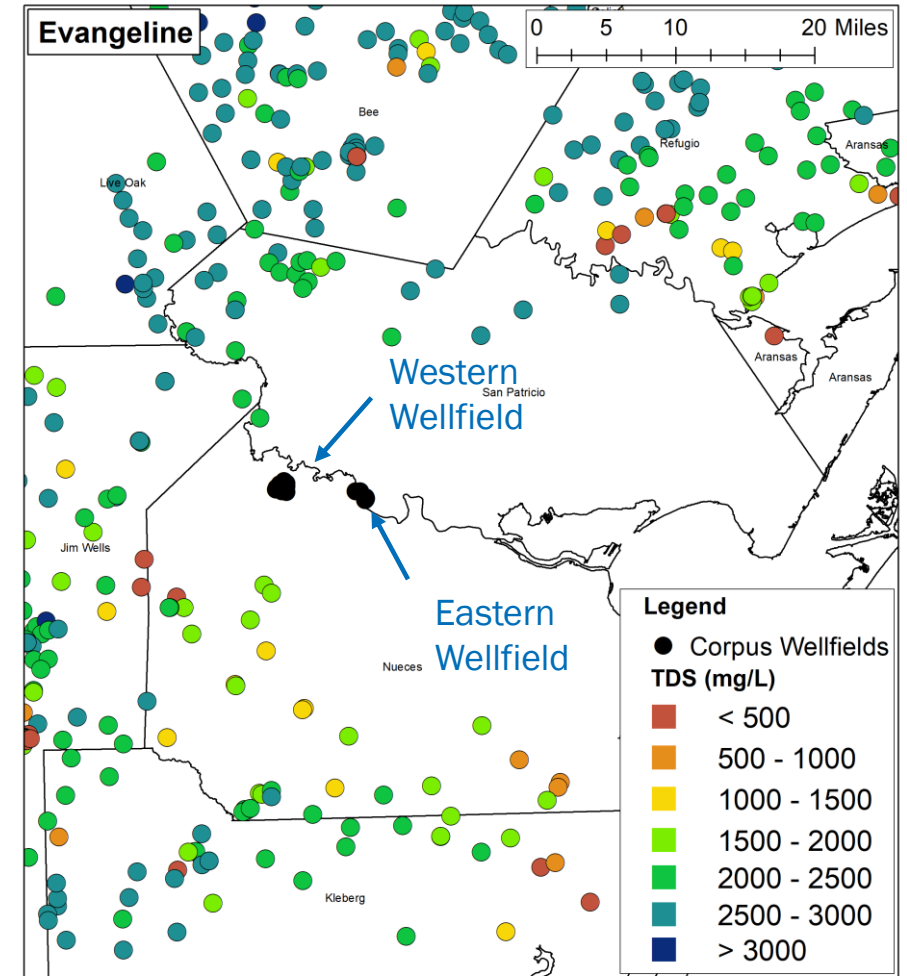 Evangeline
0 5 10 20 Miles
Bee
Refugio
Aransas
Live Oak
Aransas
Aransas
Western
Wellfield
San Patricio
Jim Wells
Eastern
Wellfield
Nueces
Kleberg
Legend
Corpus Wellfields
TDS (mg/L)
< 500
500 - 1000
1000 - 1500
1500 - 2000
2000 - 2500
2500 - 3000
> 3000